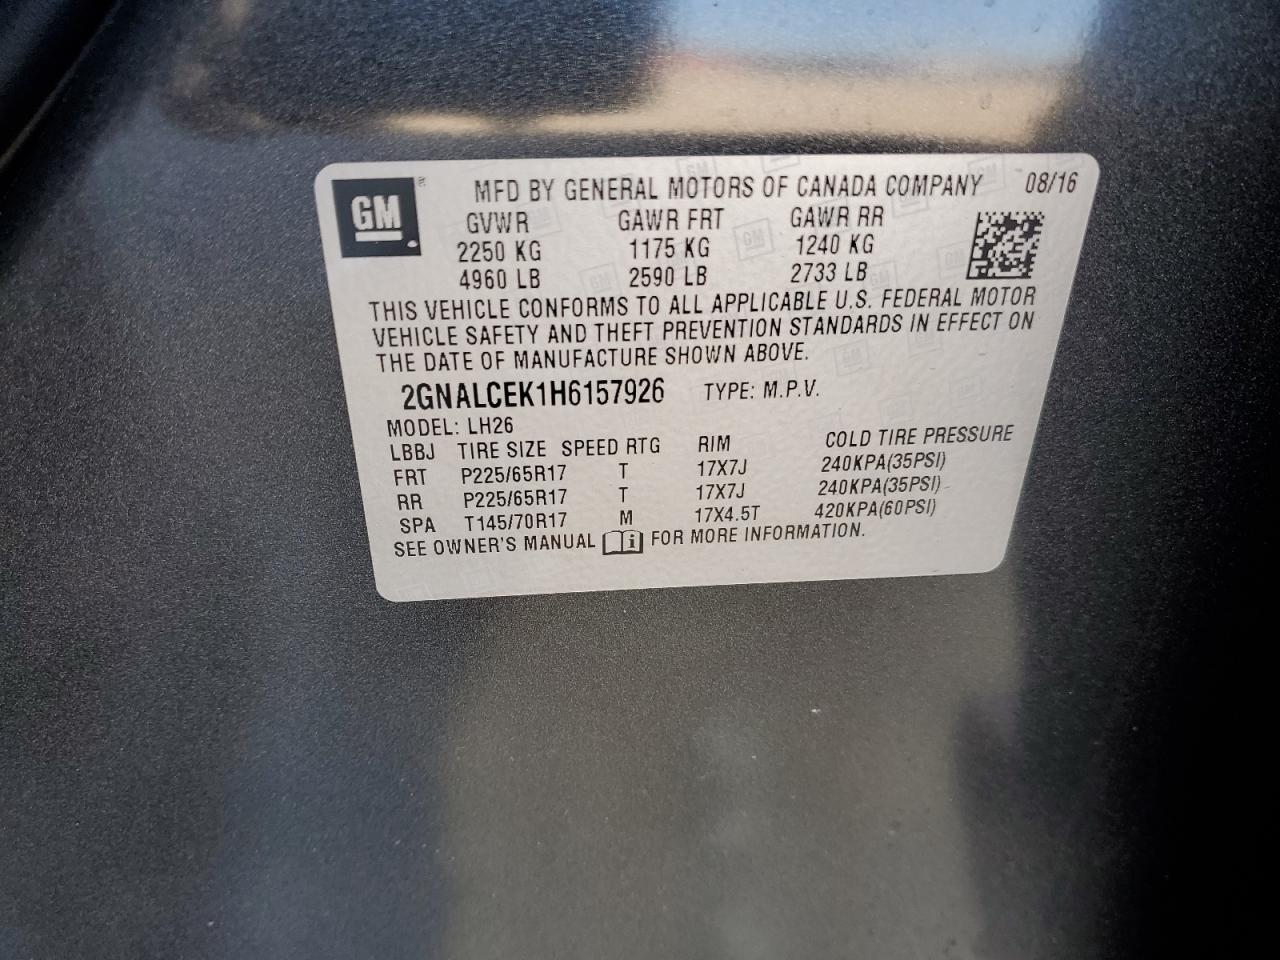 GM ® MFD BY GENERAL MOTORS OF CANADA COMPANY 08/16
GVWR GAWR FRT GAWR RR
2250 KG 1175 KG 1240 KG
4960 LB 2590 LB 2733 LB
THIS VEHICLE CONFORMS TO ALL APPLICABLE U.S. FEDERAL MOTOR
VEHICLE SAFETY AND THEFT PREVENTION STANDARDS IN EFFECT ON
THE DATE OF MANUFACTURE SHOWN ABOVE.
2GNALCEK1H6157926 TYPE: M.P.V.
MODEL: LH26
LBBJ TIRE SIZE SPEED RTG RIM COLD TIRE PRESSURE
FRT P225/65R17 T 17X7J 240KPA(35PSI)
RR P225/65R17 T 17X7J 240KPA(35PSI)
SPA T145/70R17 M 17X4.5T 420KPA(60PSI)
SEE OWNER'S MANUAL i FOR MORE INFORMATION.